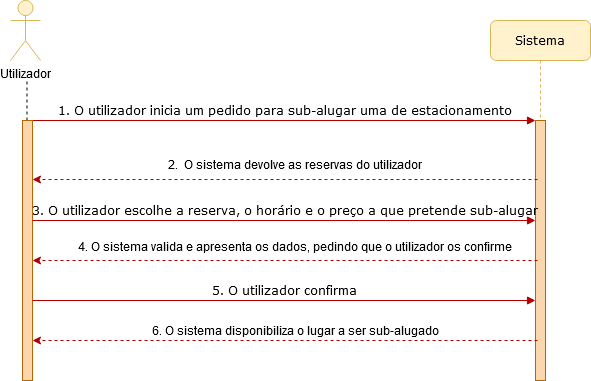 Sistema
Utilizador
1. O utilizador inicia um pedido para sub-alugar uma de estacionamento
2. O sistema devolve as reservas do utilizador
3. O utilizador escolhe a reserva, o horário e o preço a que pretende sub-alugar
4. O sistema valida e apresenta os dados, pedindo que o utilizador os confirme
5. O utilizador confirma
6. O sistema disponibiliza o lugar a ser sub-alugado